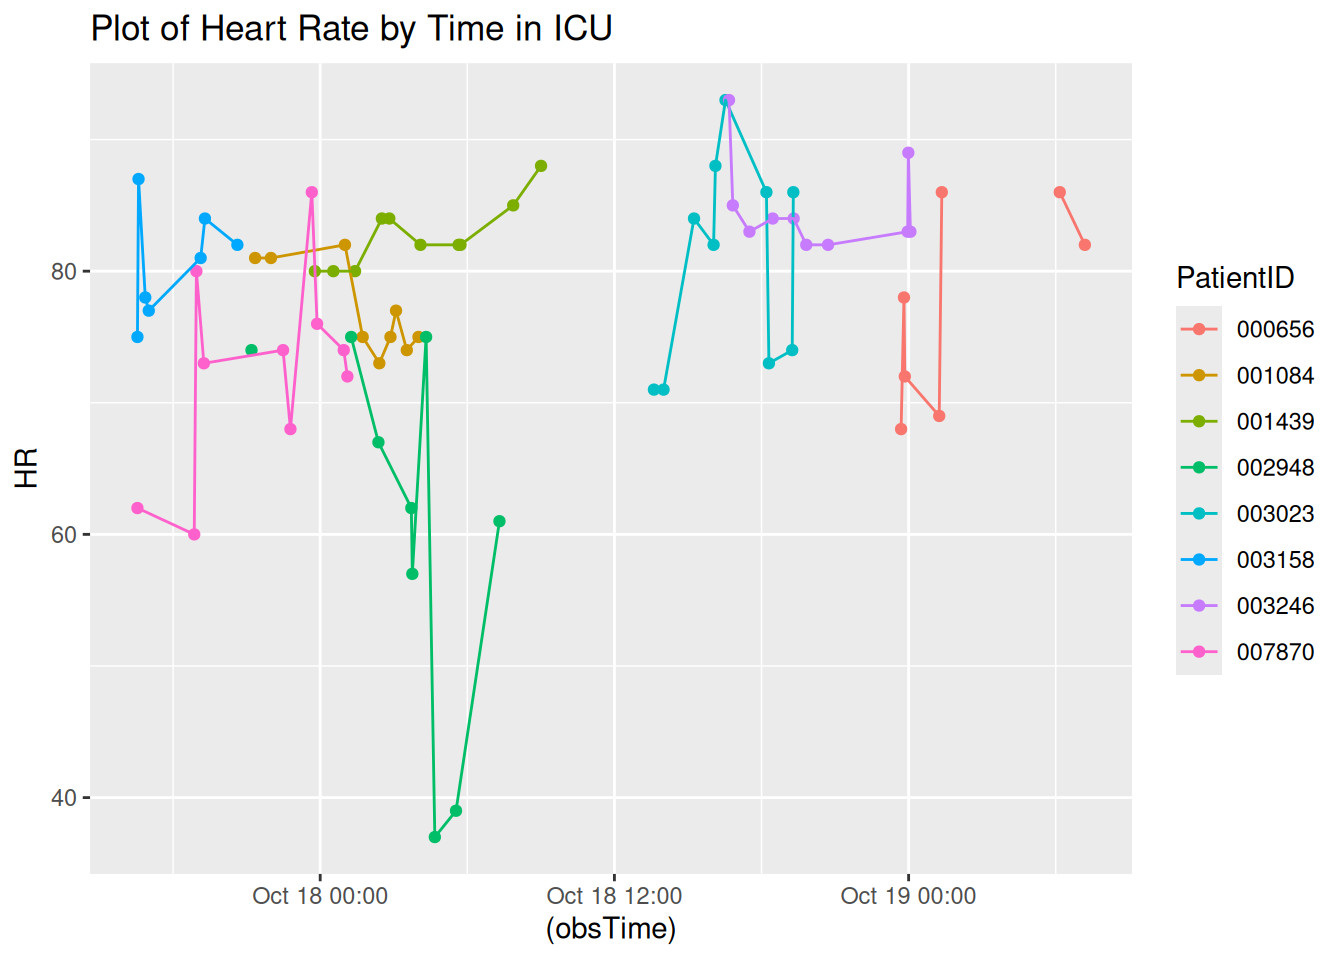 Plot of Heart Rate by Time in ICU
HR
80
60
40
Oct 18 00:00
Oct 18 12:00
Oct 19 00:00
(obsTime)
PatientID
000656
001084
001439
002948
003023
003158
003246
007870